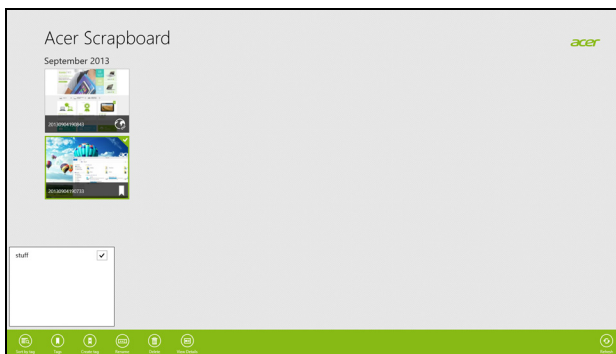 Acer Scrapboard
acer
September 2013
20130904190843
20130904190733
stuff
Sort by tag
Tags
Create tag
Rename
Delete
View Details